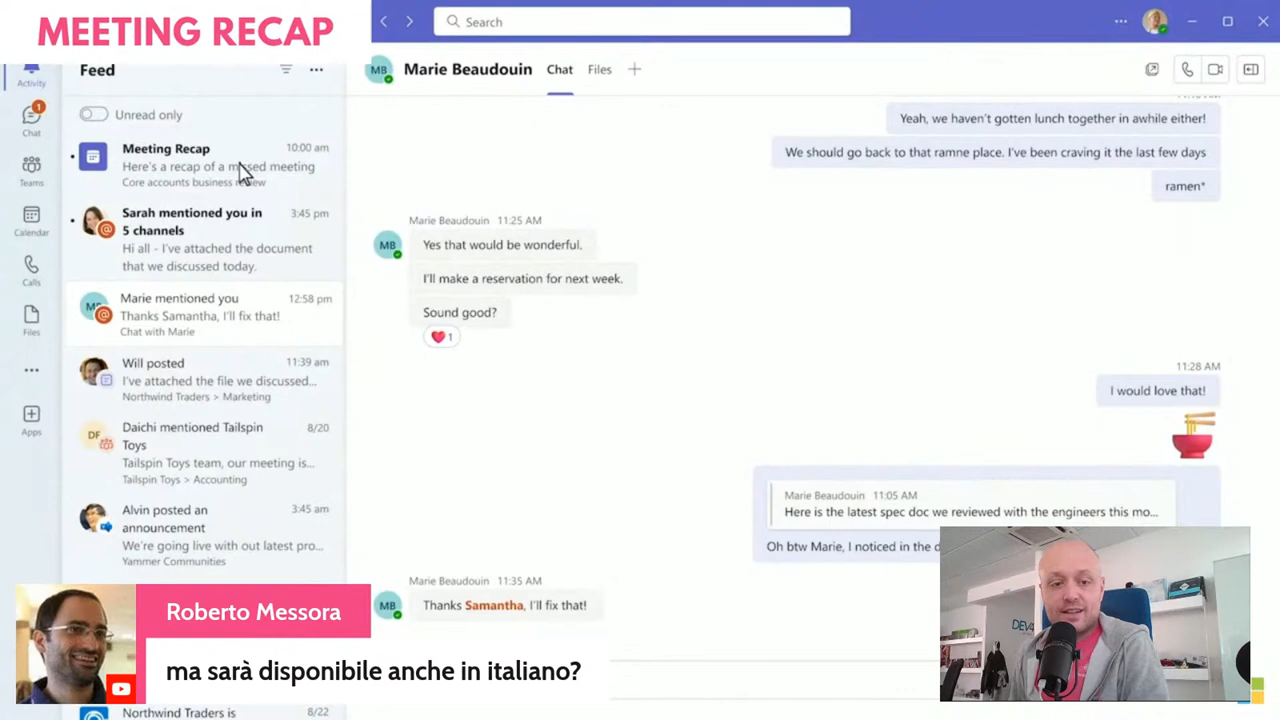 MEETING RECAP
Search
Activity
Chat
Teams
Calendar
Calls
Files
Apps
Feed
Unread only
Meeting Recap 10:00 am
Here's a recap of a missed meeting
Core accounts business review
Sarah mentioned you in 5 channels 3:45 pm
Hi all - I've attached the document
that we discussed today.
Marie mentioned you 12:58 pm
Thanks Samantha, I'll fix that!
Chat with Marie
Will posted 11:39 am
I've attached the file we discussed...
Northwind Traders > Marketing
DF
Daichi mentioned Tailspin 8/20
Toys
Tailspin Toys team, our meeting is...
Tailspin Toys > Accounting
Alvin posted an 3:45 am
announcement
We're going live with out latest pro...
Yammer Communities
Northwind Traders is 8/22
MB Marie Beaudouin Chat Files
Yeah, we haven't gotten lunch together in awhile either!
We should go back to that ramne place. I've been craving it the last few days
ramen*
Marie Beaudouin 11:25 AM
MB
Yes that would be wonderful.
I'll make a reservation for next week.
Sound good?
1
11:28 AM
I would love that!
Marie Beaudouin 11:05 AM
Here is the latest spec doc we reviewed with the engineers this mo...
Oh btw Marie, I noticed in the
Marie Beaudouin 11:35 AM
MB
Thanks Samantha, I'll fix that!
Roberto Messora
ma sarà disponibile anche in italiano?